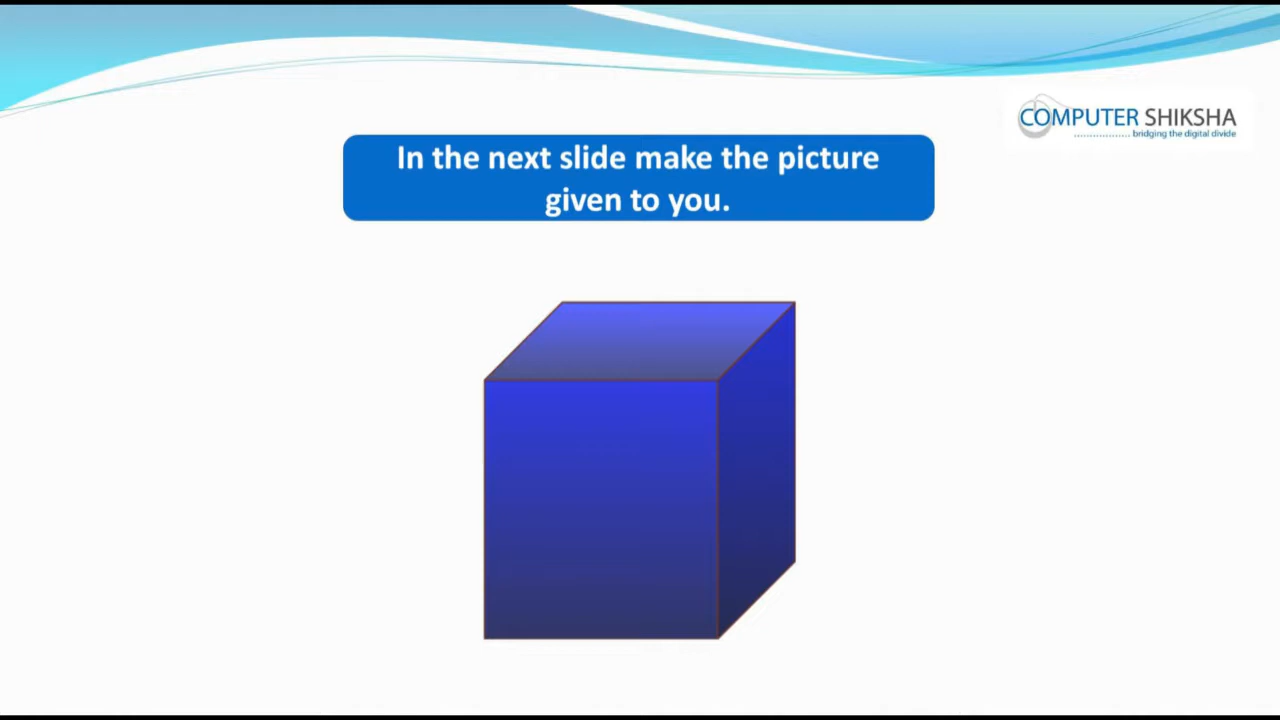 COMPUTER SHIKSHA
bridging the digital divide
In the next slide make the picture
given to you.